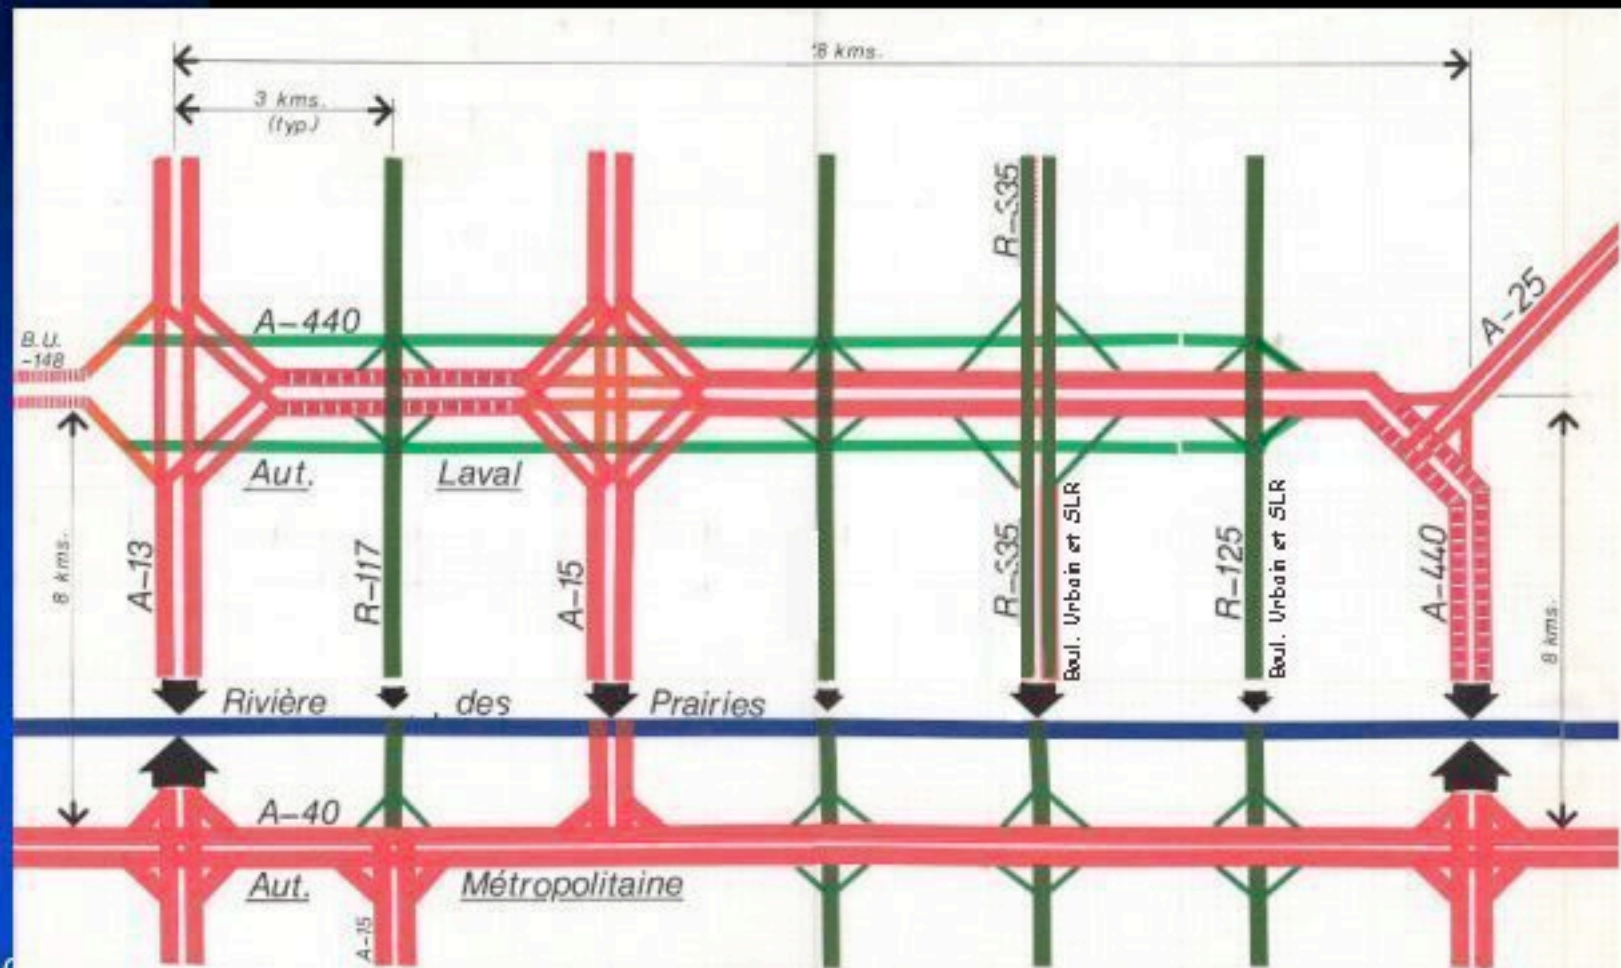 8 kms.
3 kms.
(typ.)
R-335
A-25
A-440
B.U.
-148
Aut. Laval
8 kms.
A-13
R-117
A-15
R-335
Boul. Urbain et SLR
R-125
Boul. Urbain et SLR
A-440
8 kms.
Rivière des Prairies
A-40
Aut. Métropolitaine
A-15